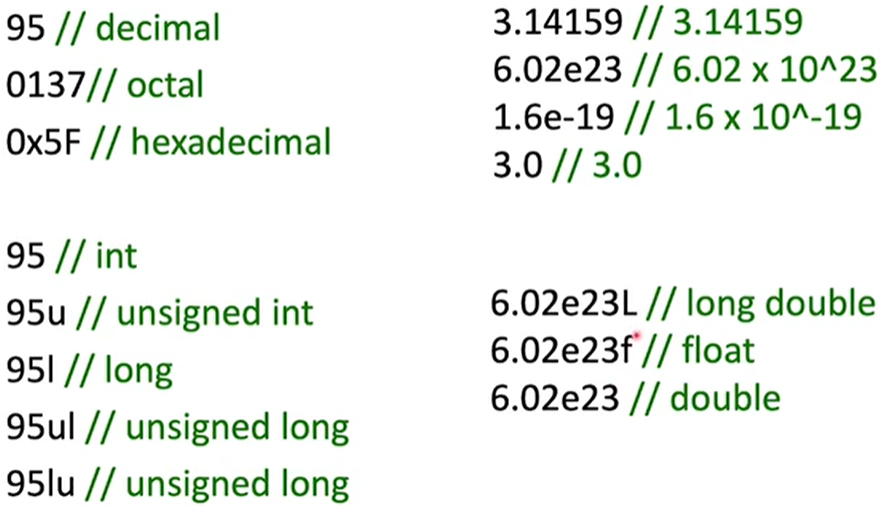 95 // decimal
0137// octal
0x5F // hexadecimal
95 // int
95u // unsigned int
95l // long
95ul // unsigned long
95lu // unsigned long
3.14159 // 3.14159
6.02e23 // 6.02 x 10^23
1.6e-19 // 1.6 x 10^-19
3.0 // 3.0
6.02e23L // long double
6.02e23f // float
6.02e23 // double